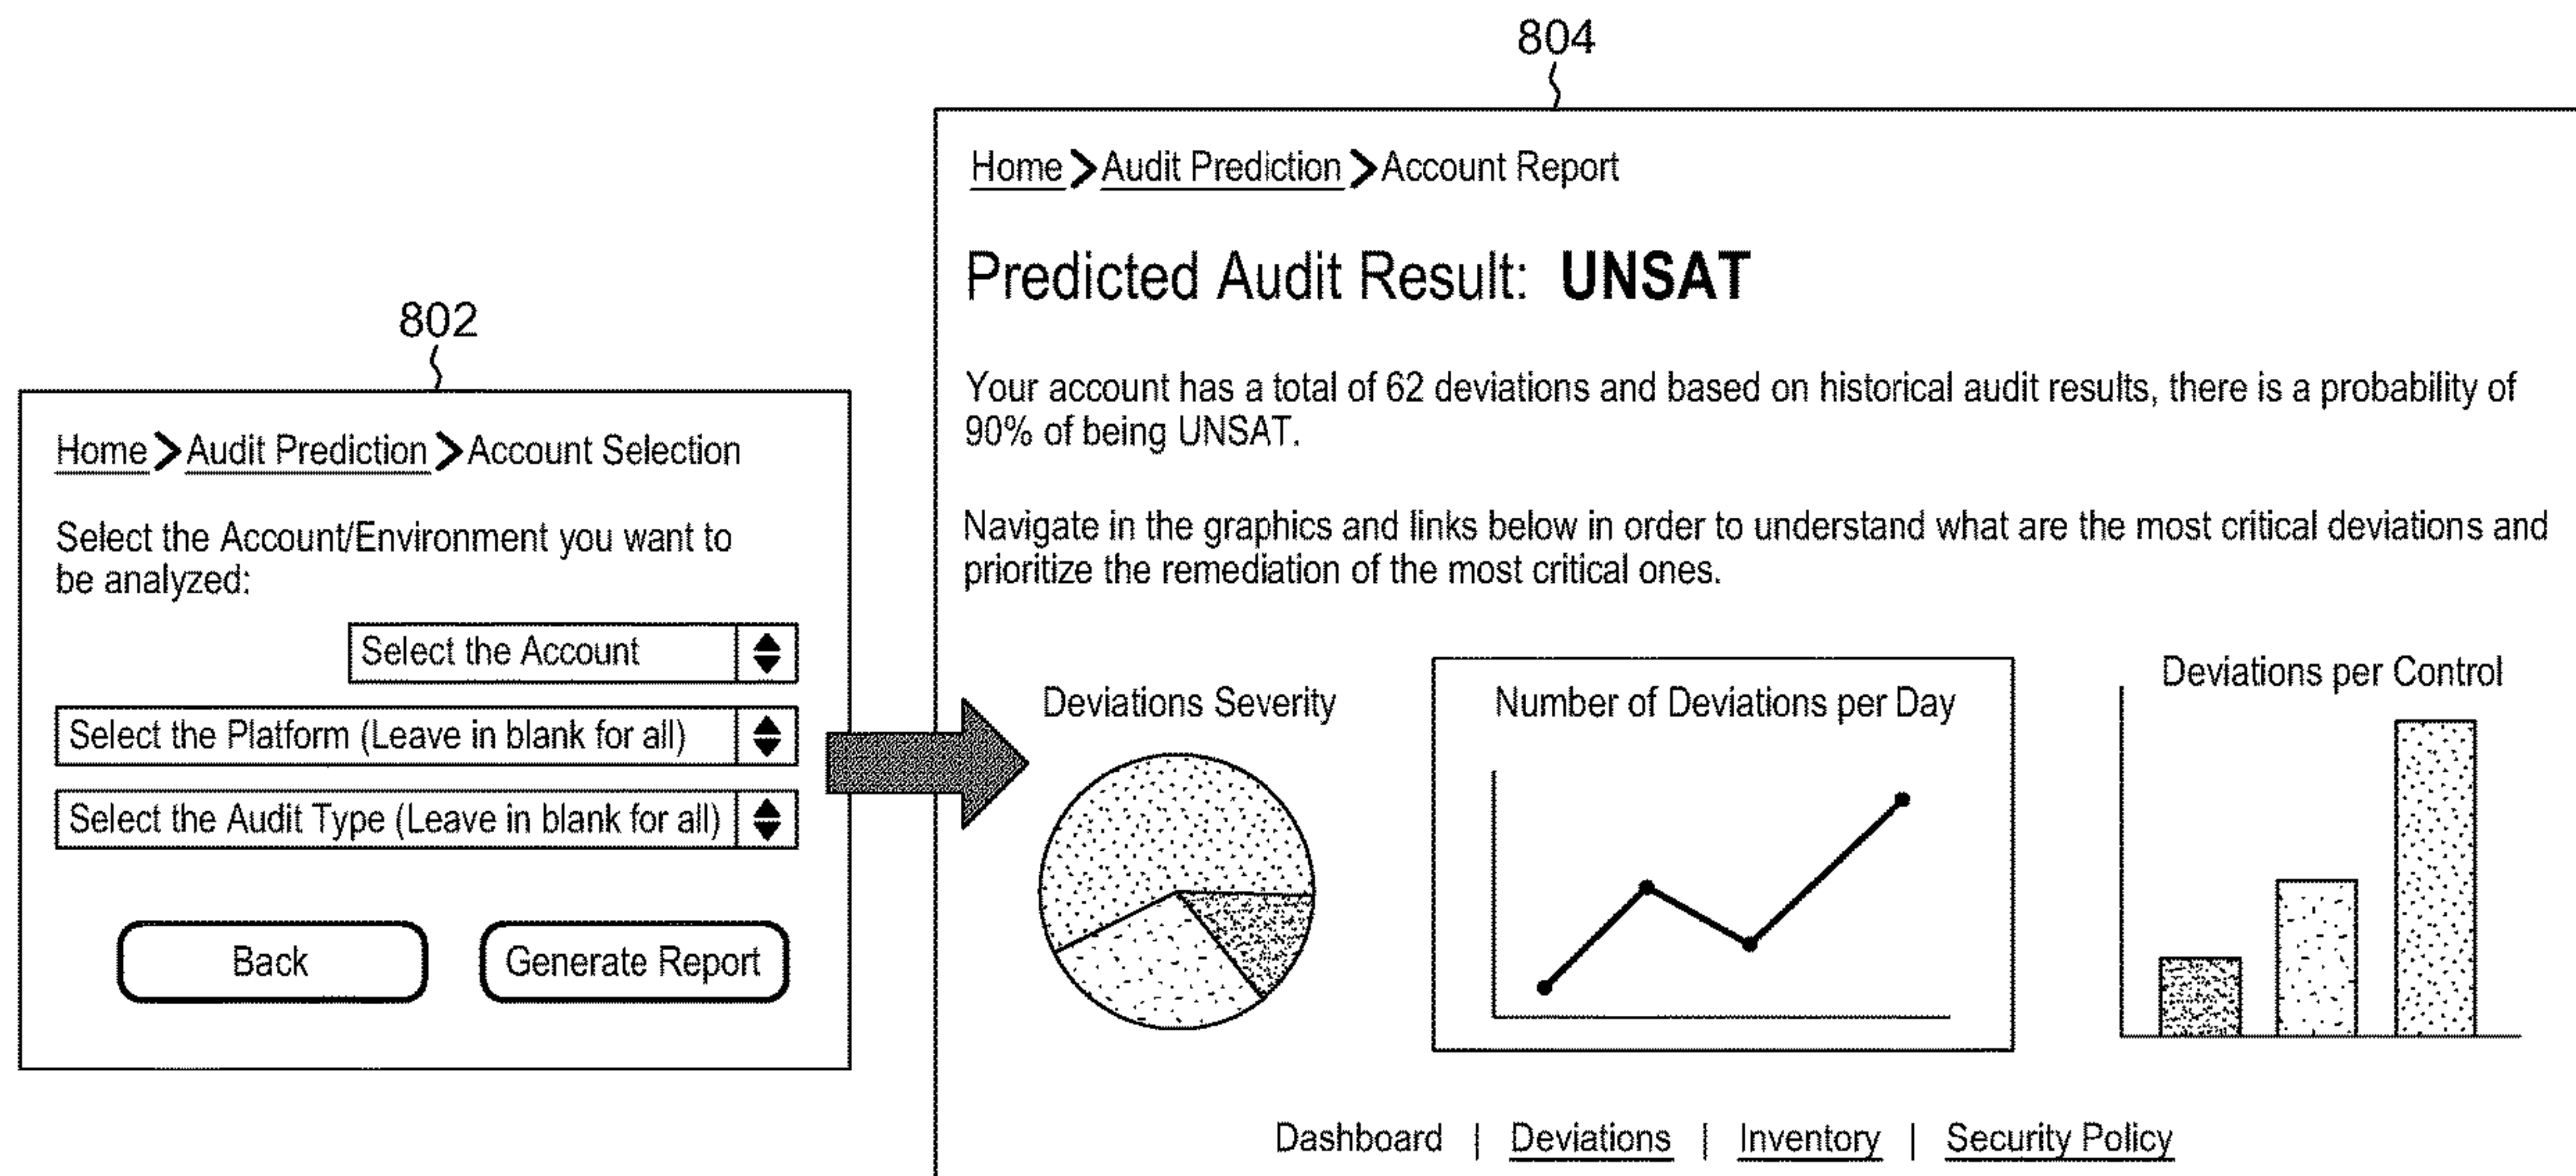 804
Home > Audit Prediction > Account Report
Predicted Audit Result: UNSAT
Your account has a total of 62 deviations and based on historical audit results, there is a probability of
90% of being UNSAT.
Navigate in the graphics and links below in order to understand what are the most critical deviations and
prioritize the remediation of the most critical ones.
Deviations Severity
Number of Deviations per Day
Deviations per Control
Dashboard | Deviations | Inventory | Security Policy
802
Home > Audit Prediction > Account Selection
Select the Account/Environment you want to
be analyzed:
Select the Account
Select the Platform (Leave in blank for all)
Select the Audit Type (Leave in blank for all)
Back
Generate Report